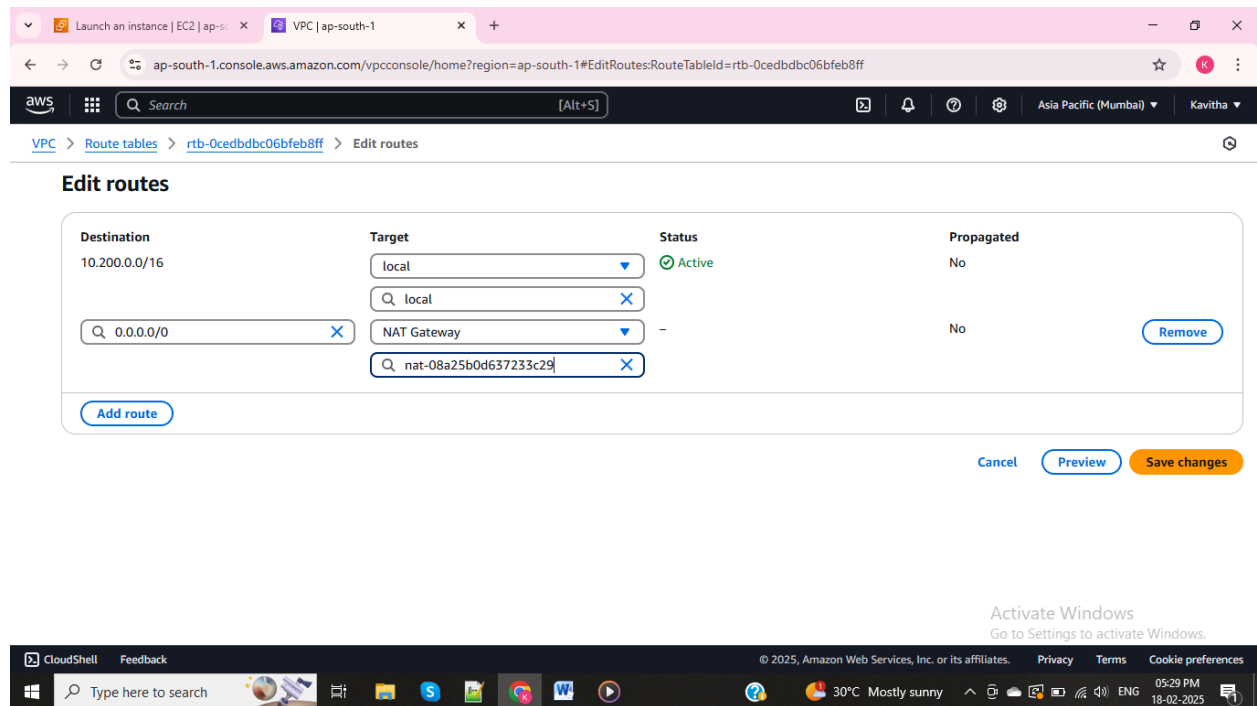 Launch an instance | EC2 | ap-sc
VPC | ap-south-1
ap-south-1.console.aws.amazon.com/vpcconsole/home?region=ap-south-1#EditRoutes:RouteTableId=rtb-0cedbdbc06bfeb8ff
K
aws
Search
[Alt+S]
Asia Pacific (Mumbai)
Kavitha
VPC > Route tables > rtb-0cedbdbc06bfeb8ff > Edit routes
Edit routes
Destination Target Status Propagated
10.200.0.0/16 local Active No
local
0.0.0.0/0 NAT Gateway – No Remove
nat-08a25b0d637233c29
Add route
Cancel Preview Save changes
Activate Windows
Go to Settings to activate Windows.
CloudShell Feedback © 2025, Amazon Web Services, Inc. or its affiliates. Privacy Terms Cookie preferences
Type here to search
30°C Mostly sunny
ENG
05:29 PM
18-02-2025